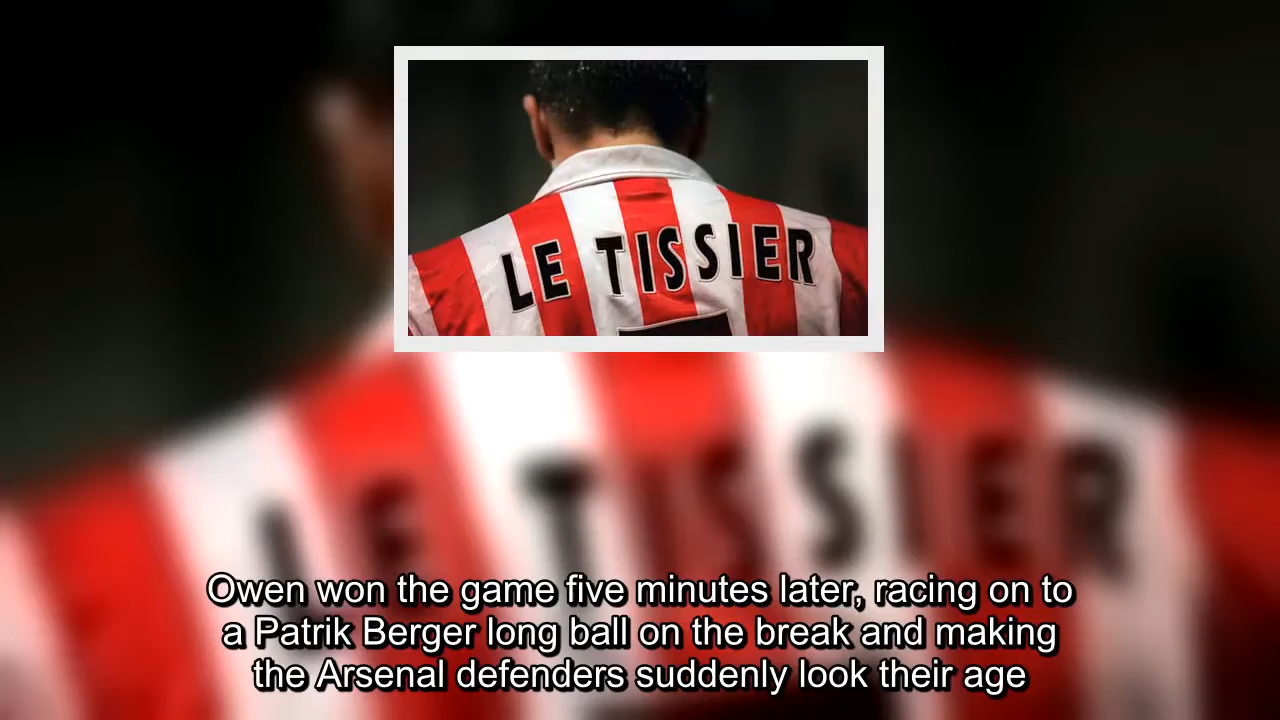 LE TISSIER
LE TISSIER
Owen won the game five minutes later, racing on to
a Patrik Berger long ball on the break and making
the Arsenal defenders suddenly look their age